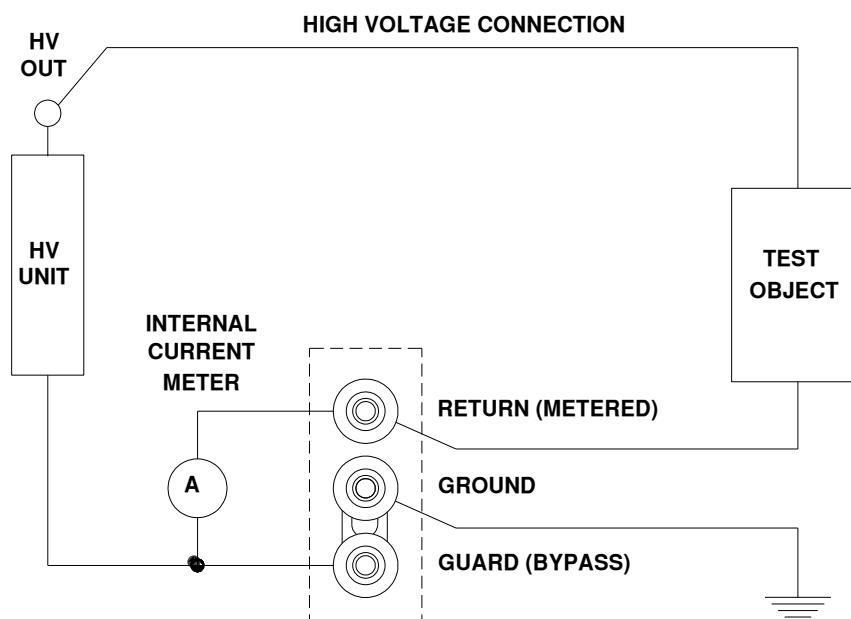 HIGH VOLTAGE CONNECTION
HV
OUT
HV
UNIT
TEST
OBJECT
INTERNAL
CURRENT
METER
RETURN (METERED)
A
GROUND
GUARD (BYPASS)